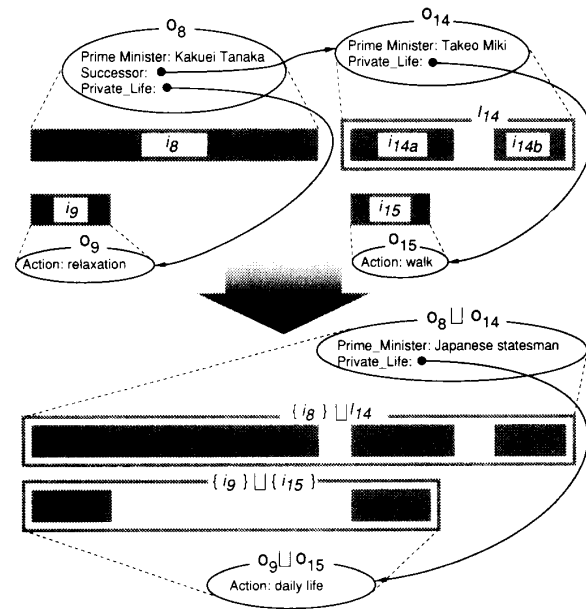 O8
Prime Minister: Kakuei Tanaka
Successor:
Private_Life:
O14
Prime Minister: Takeo Miki
Private_Life:
i8
I14
i14a
i14b
i9
i15
O9
Action: relaxation
O15
Action: walk
O8 ⊔ O14
Prime_Minister: Japanese statesman
Private_Life:
{ i8 } ⊔ I14
{ i9 } ⊔ { i15 }
O9 ⊔ O15
Action: daily life